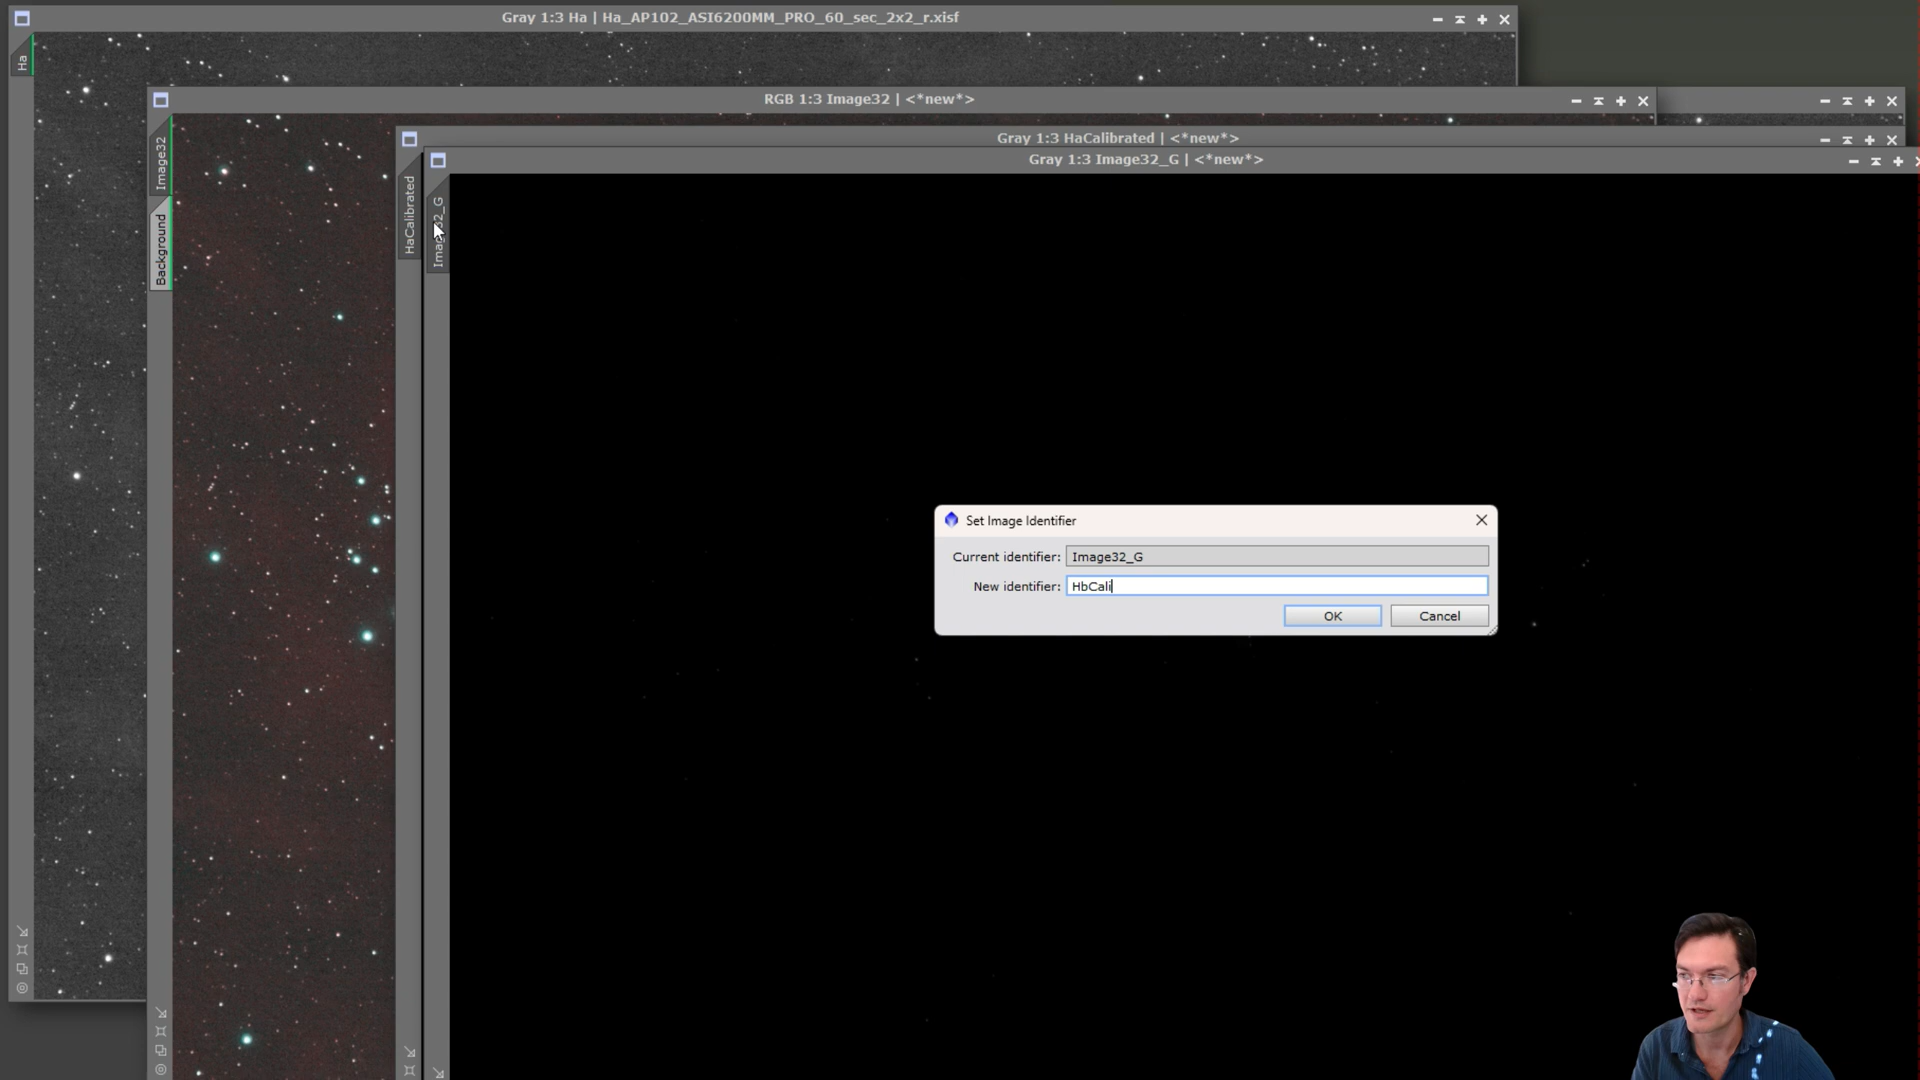 Gray 1:3 Ha | Ha_AP102_ASI6200MM_PRO_60_sec_2x2_r.xisf
Ha
RGB 1:3 Image32 | <*new*>
Image32
Background
Gray 1:3 HaCalibrated | <*new*>
HaCalibrated
Gray 1:3 Image32_G | <*new*>
Image32_G
Set Image Identifier
Current identifier: Image32_G
New identifier: HbCali
OK Cancel